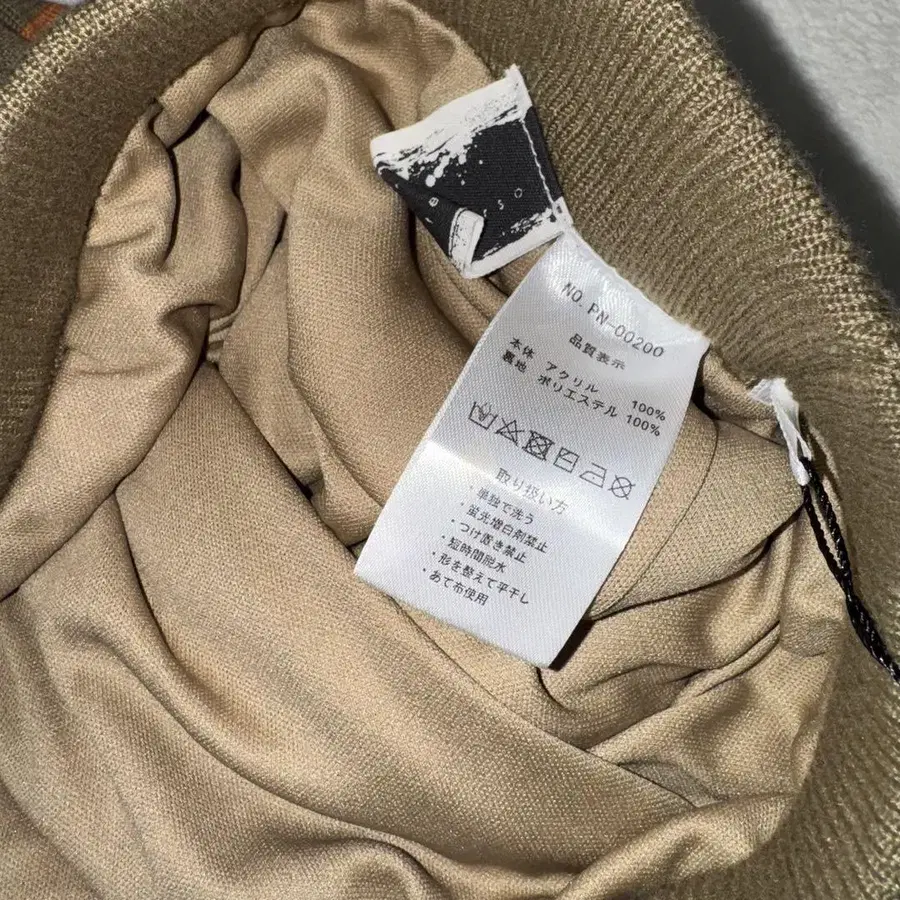 NO. PN-00200
品質表示
本体 アクリル 100%
裏地 ポリエステル 100%
取り扱い方
・単独で洗う
・蛍光増白剤禁止
・つけ置き禁止
・短時間脱水
・形を整えて平干し
・あて布使用